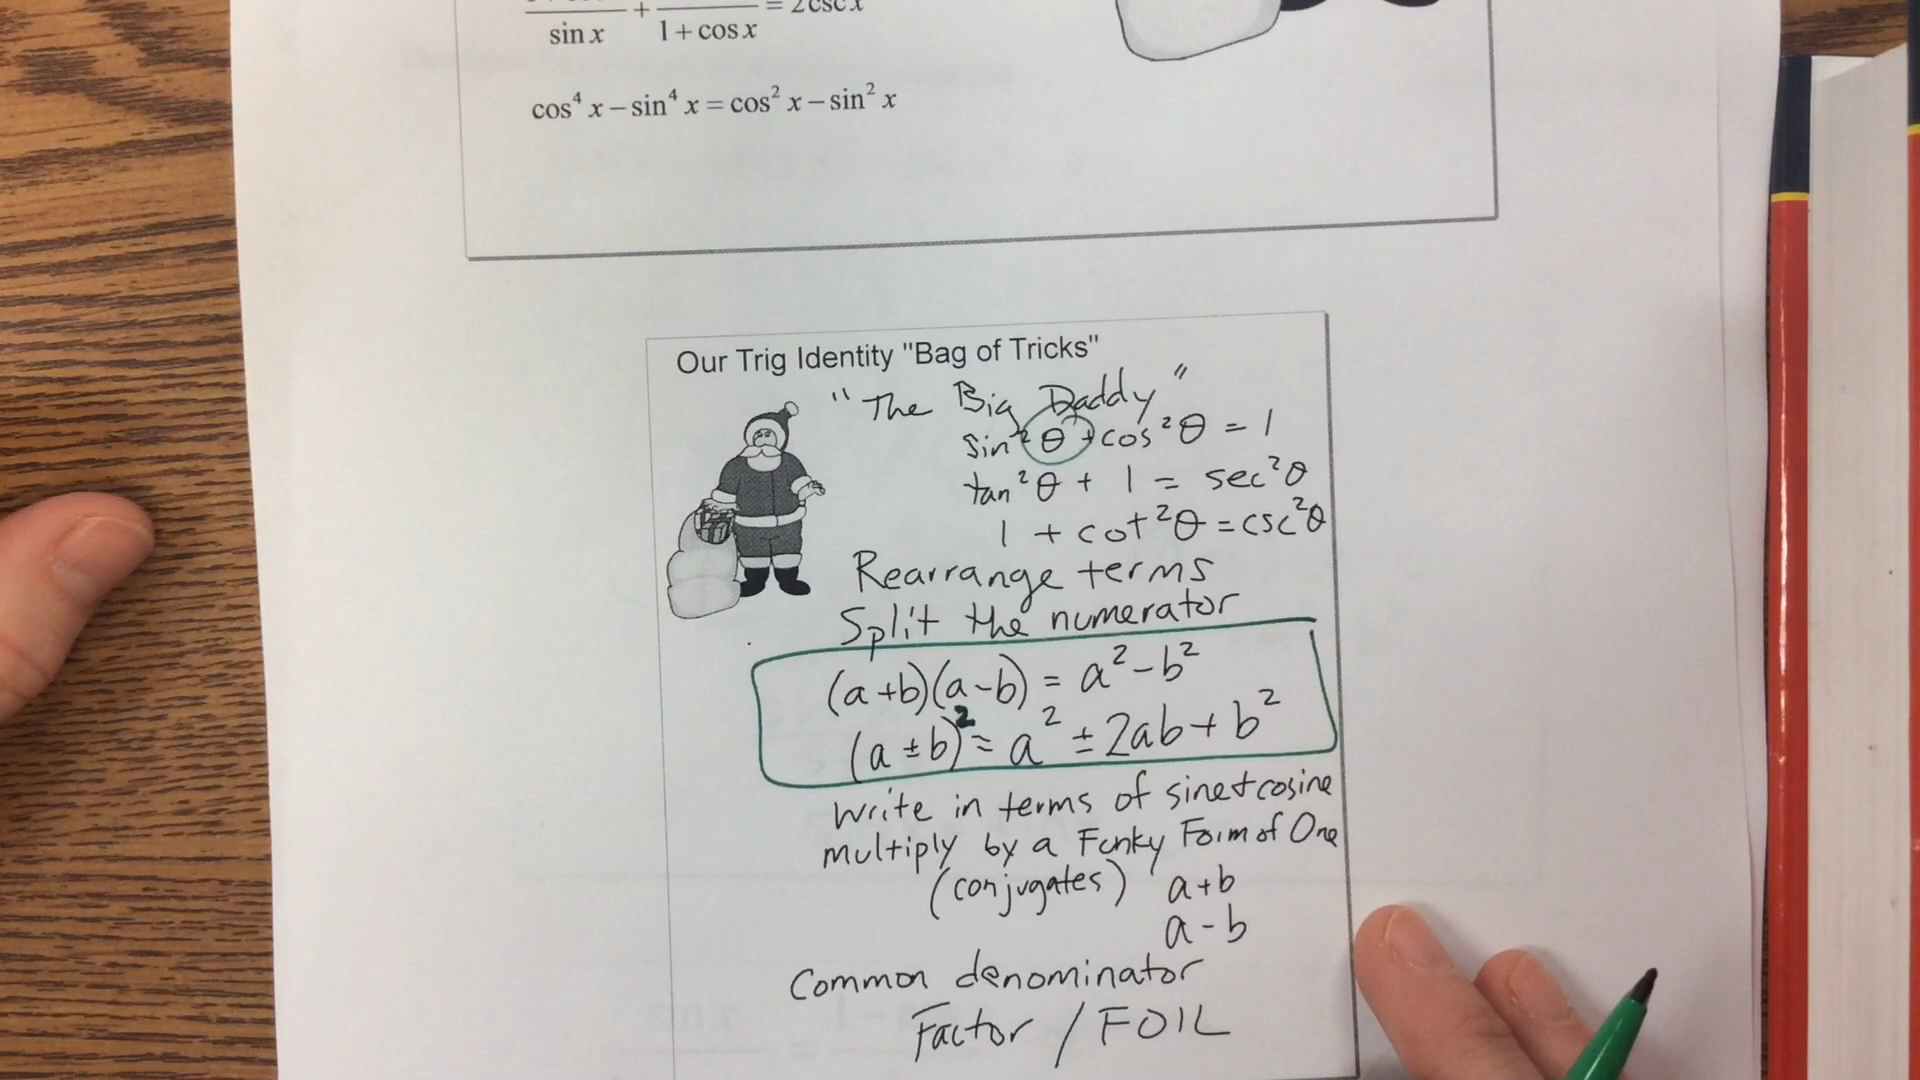 sin x + 1 + cos x = 2 csc x
cos⁴ x − sin⁴ x = cos² x − sin² x
Our Trig Identity "Bag of Tricks"
"The Big Daddy"
sin²θ + cos²θ = 1
tan²θ + 1 = sec²θ
1 + cot²θ = csc²θ
Rearrange terms
Split the numerator
(a+b)(a-b) = a² - b²
(a ± b)² = a² ± 2ab + b²
Write in terms of sine + cosine
multiply by a Funky Form of One
(conjugates) a+b
a - b
Common denominator
Factor / FOIL